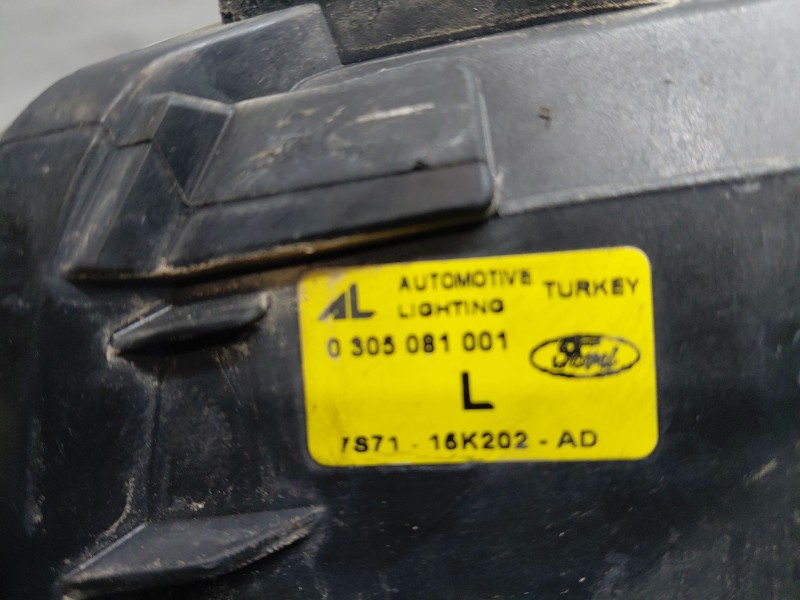 AL AUTOMOTIVE LIGHTING TURKEY
0 305 081 001
Ford
L
7S71 - 15K202 - AD